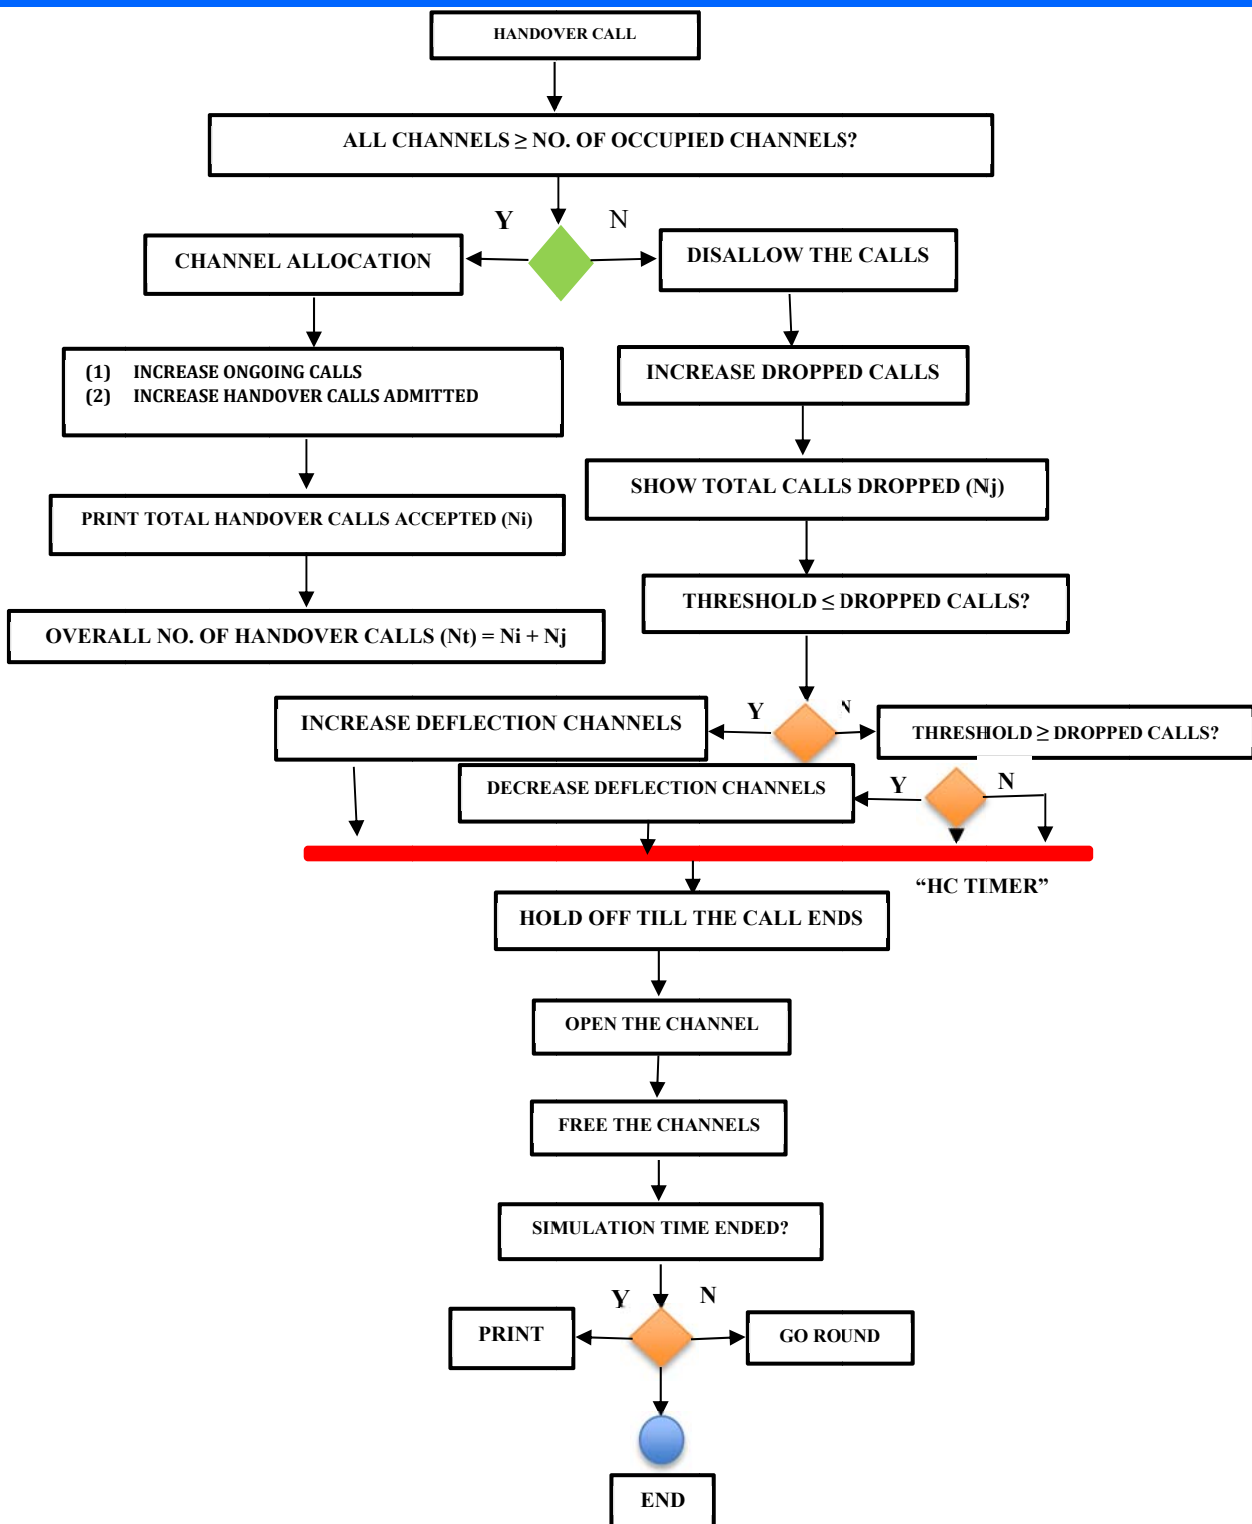 HANDOVER CALL
ALL CHANNELS ≥ NO. OF OCCUPIED CHANNELS?
Y
N
CHANNEL ALLOCATION
DISALLOW THE CALLS
(1) INCREASE ONGOING CALLS
(2) INCREASE HANDOVER CALLS ADMITTED
INCREASE DROPPED CALLS
PRINT TOTAL HANDOVER CALLS ACCEPTED (Ni)
SHOW TOTAL CALLS DROPPED (Nj)
OVERALL NO. OF HANDOVER CALLS (Nt) = Ni + Nj
THRESHOLD ≤ DROPPED CALLS?
Y
N
INCREASE DEFLECTION CHANNELS
THRESHOLD ≥ DROPPED CALLS?
DECREASE DEFLECTION CHANNELS
Y
N
“HC TIMER”
HOLD OFF TILL THE CALL ENDS
OPEN THE CHANNEL
FREE THE CHANNELS
SIMULATION TIME ENDED?
Y
N
PRINT
GO ROUND
END